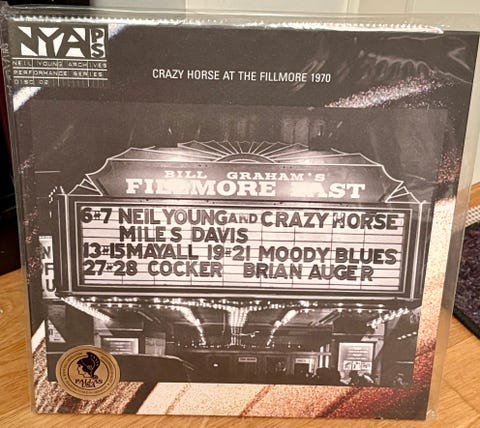 NYA PS
NEIL YOUNG ARCHIVES
PERFORMANCE SERIES
DISC 02
CRAZY HORSE AT THE FILLMORE 1970
BILL GRAHAM'S
FILLMORE EAST
6-7 NEIL YOUNG AND CRAZY HORSE
MILES DAVIS
13-15 MAYALL 19-21 MOODY BLUES
27-28 COCKER BRIAN AUGER
N
OF
U
PALLAS
USA